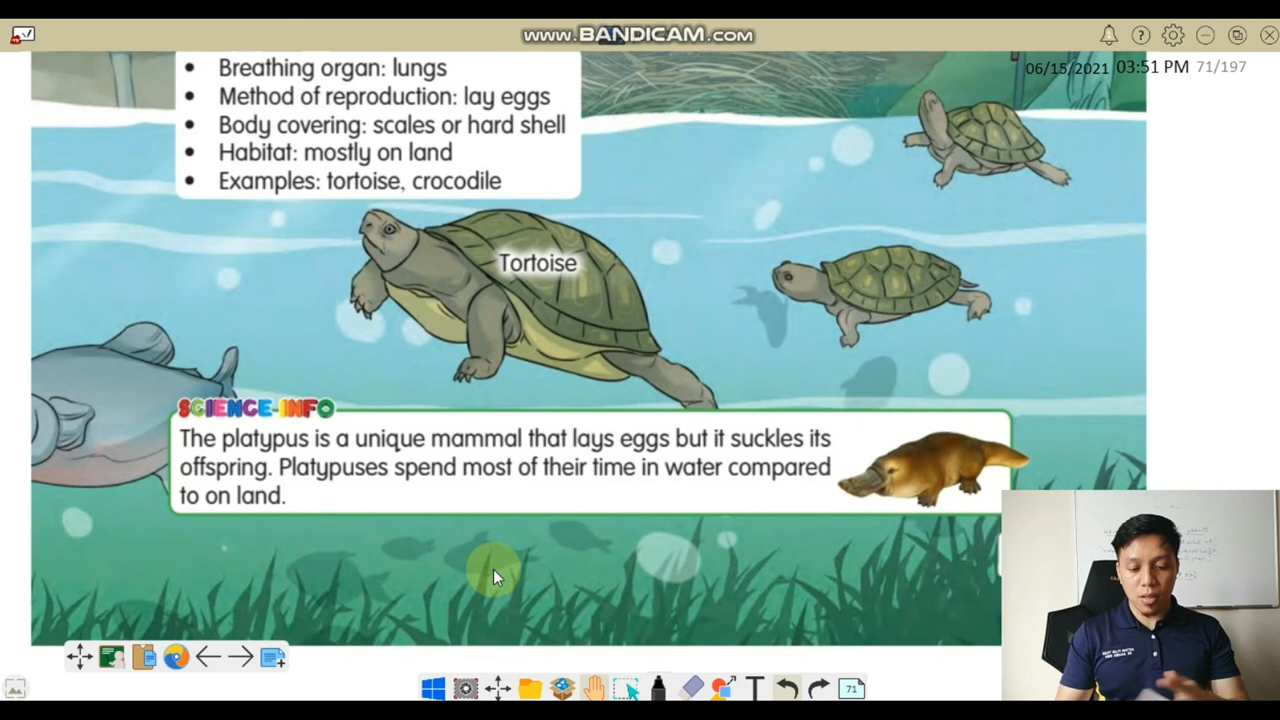 www.BANDICAM.com
06/15/2021 03:51 PM 71/197
• Breathing organ: lungs
• Method of reproduction: lay eggs
• Body covering: scales or hard shell
• Habitat: mostly on land
• Examples: tortoise, crocodile
Tortoise
SCIENCE-INFO
The platypus is a unique mammal that lays eggs but it suckles its
offspring. Platypuses spend most of their time in water compared
to on land.
71